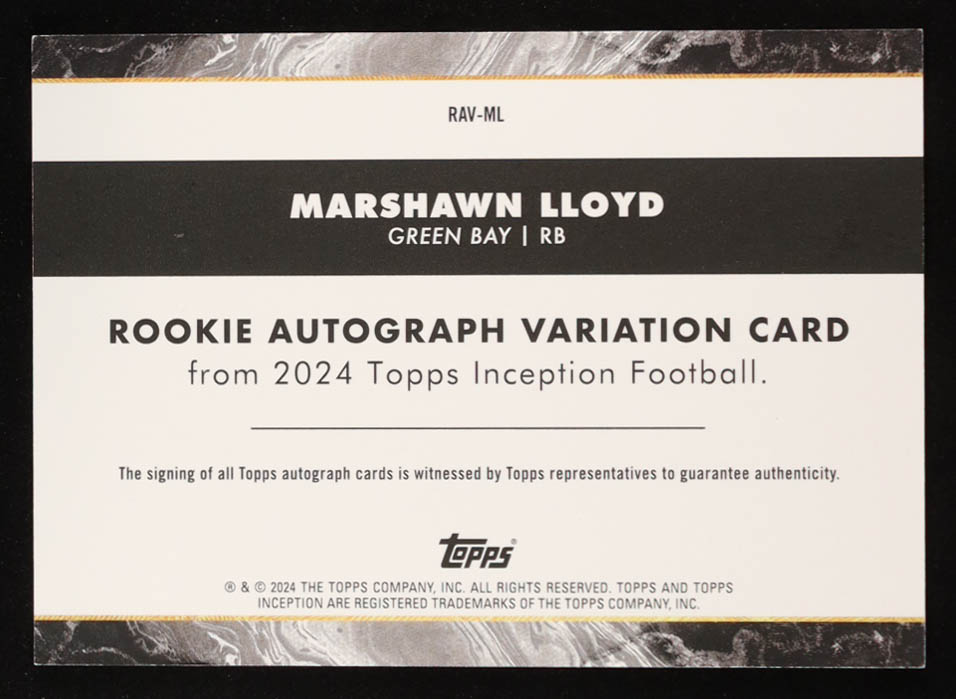 RAV-ML
MARSHAWN LLOYD
GREEN BAY | RB
ROOKIE AUTOGRAPH VARIATION CARD
from 2024 Topps Inception Football.
The signing of all Topps autograph cards is witnessed by Topps representatives to guarantee authenticity.
Topps®
® & © 2024 THE TOPPS COMPANY, INC. ALL RIGHTS RESERVED. TOPPS AND TOPPS
INCEPTION ARE REGISTERED TRADEMARKS OF THE TOPPS COMPANY, INC.